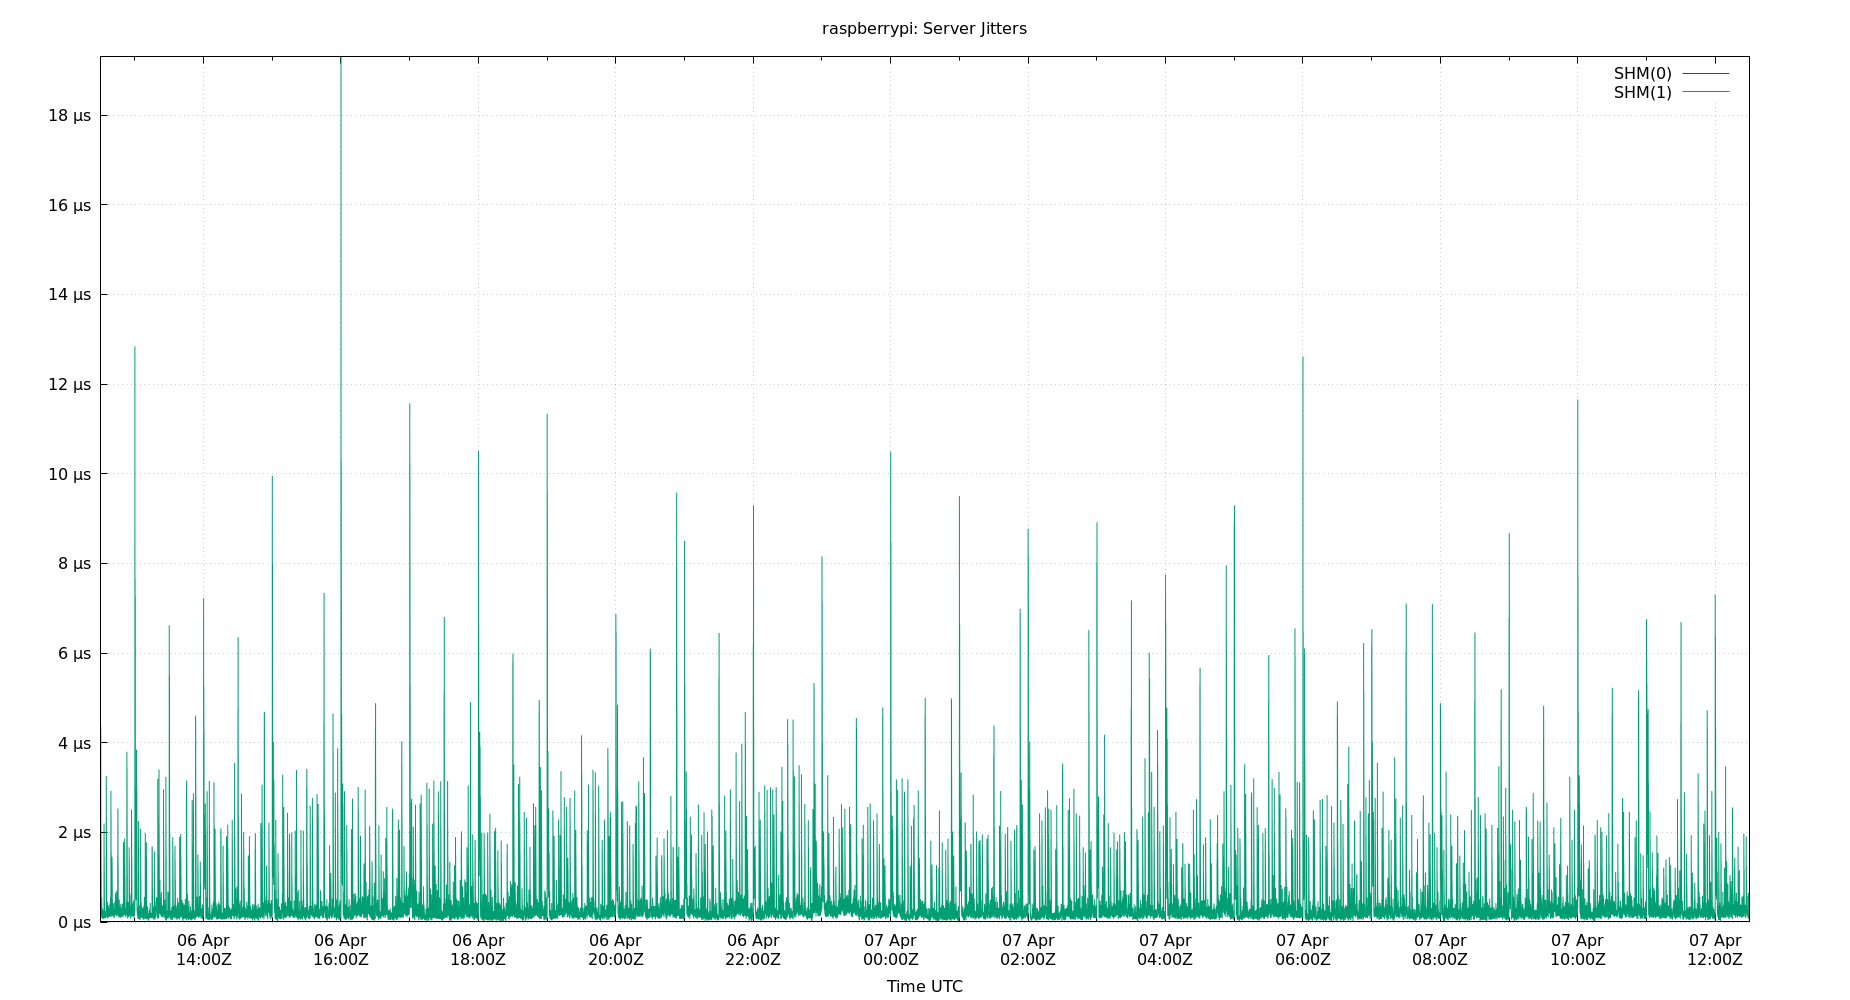 raspberrypi: Server Jitters
SHM(0)
SHM(1)
18 µs
16 µs
14 µs
12 µs
10 µs
8 µs
6 µs
4 µs
2 µs
0 µs
06 Apr 14:00Z
06 Apr 16:00Z
06 Apr 18:00Z
06 Apr 20:00Z
06 Apr 22:00Z
07 Apr 00:00Z
07 Apr 02:00Z
07 Apr 04:00Z
07 Apr 06:00Z
07 Apr 08:00Z
07 Apr 10:00Z
07 Apr 12:00Z
Time UTC